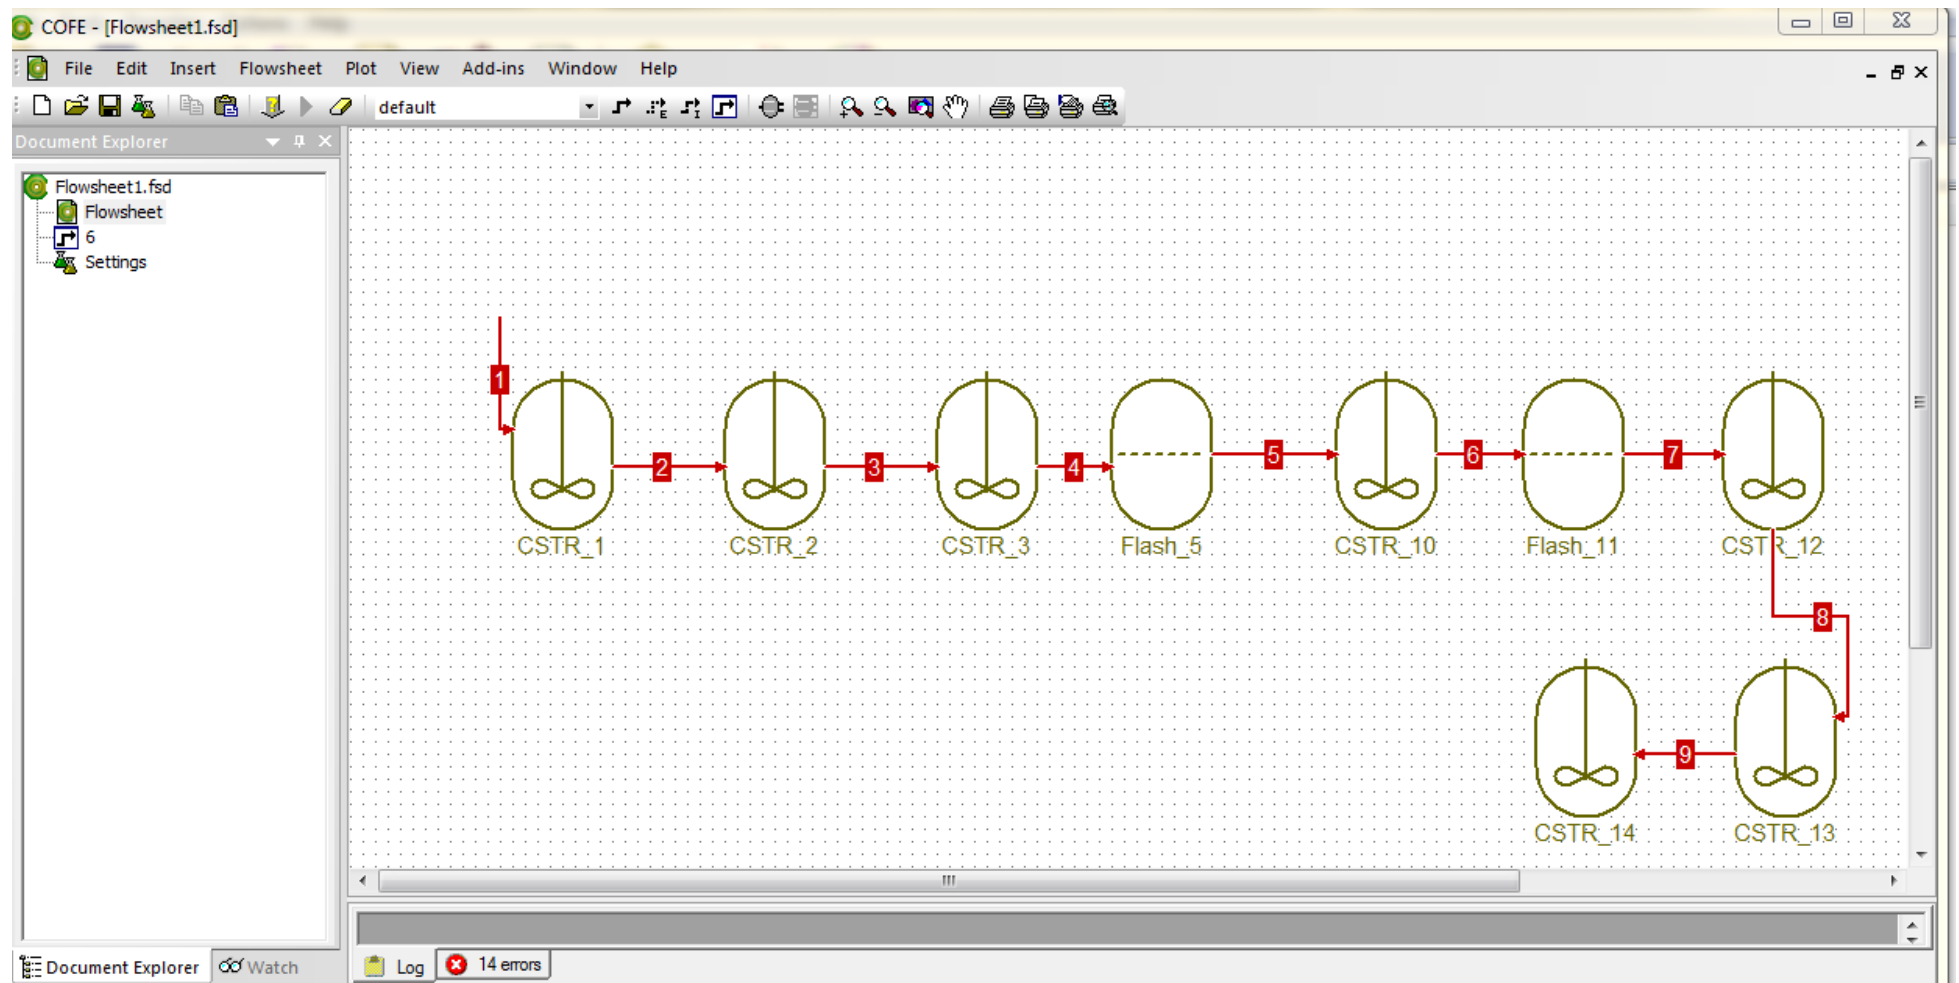 COFE - [Flowsheet1.fsd]
File Edit Insert Flowsheet Plot View Add-ins Window Help
default
Document Explorer
Flowsheet1.fsd
Flowsheet
6
Settings
1
2
3
4
5
6
7
CSTR_1
CSTR_2
CSTR_3
Flash_5
CSTR_10
Flash_11
CSTR_12
8
9
CSTR_14
CSTR_13
Document Explorer
Watch
Log
14 errors